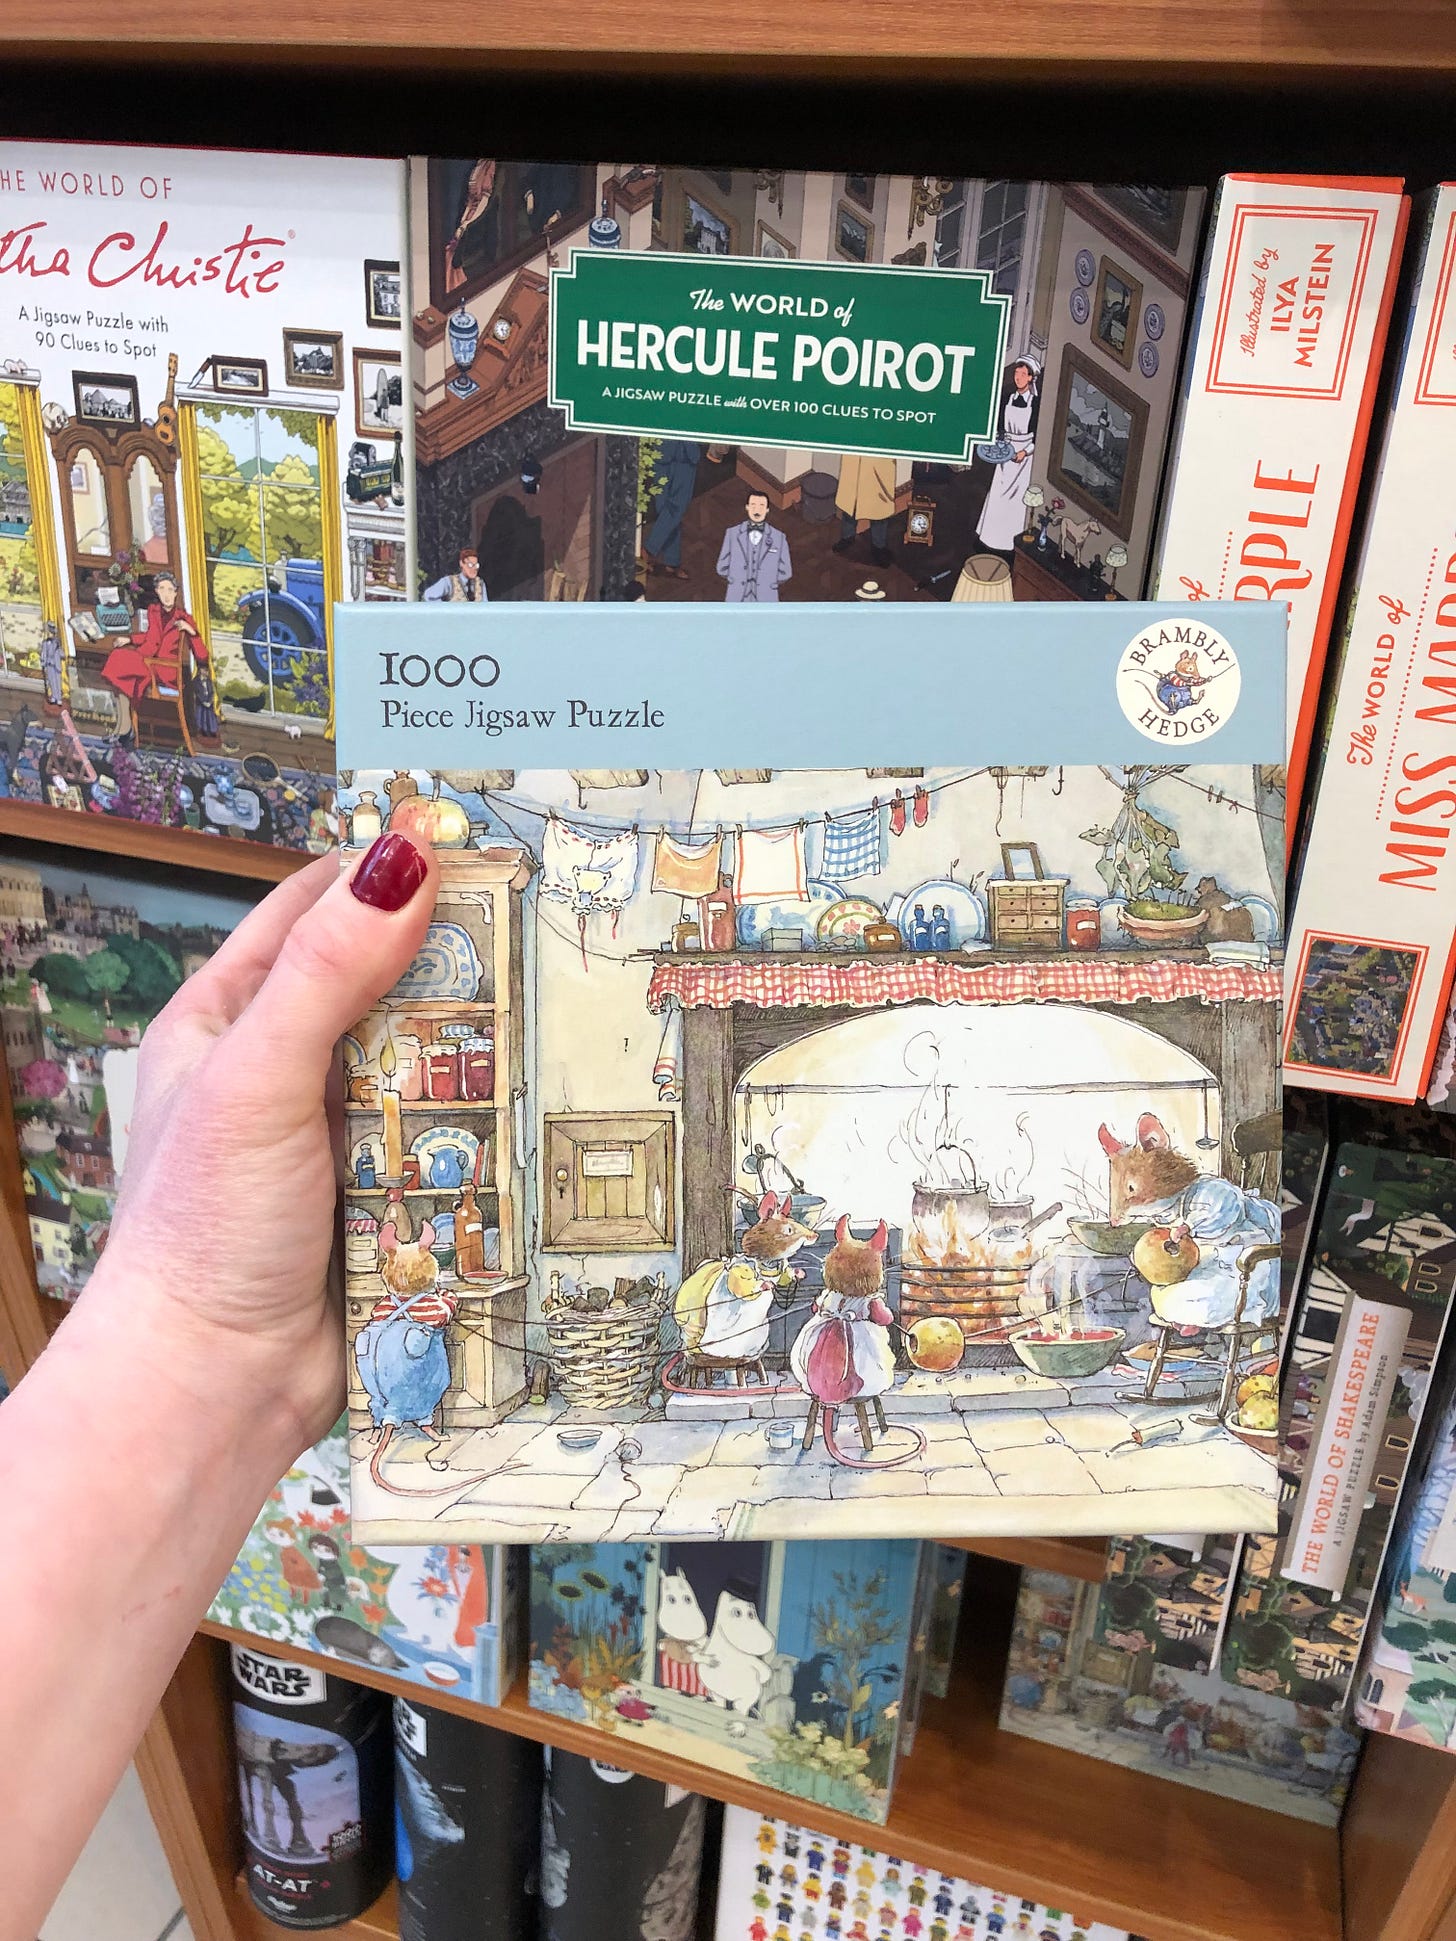 HE WORLD OF
tha Christie
A Jigsaw Puzzle with
90 Clues to Spot
The WORLD of
HERCULE POIROT
A JIGSAW PUZZLE with OVER 100 CLUES TO SPOT
Illustrated by
ILYA
MILSTEIN
of
RPLE
The WORLD of
MISS MAR
1000
Piece Jigsaw Puzzle
BRAMBLY
HEDGE
THE WORLD OF SHAKESPEARE
A JIGSAW PUZZLE by Adam Simpson
STAR
WARS
AT-AT